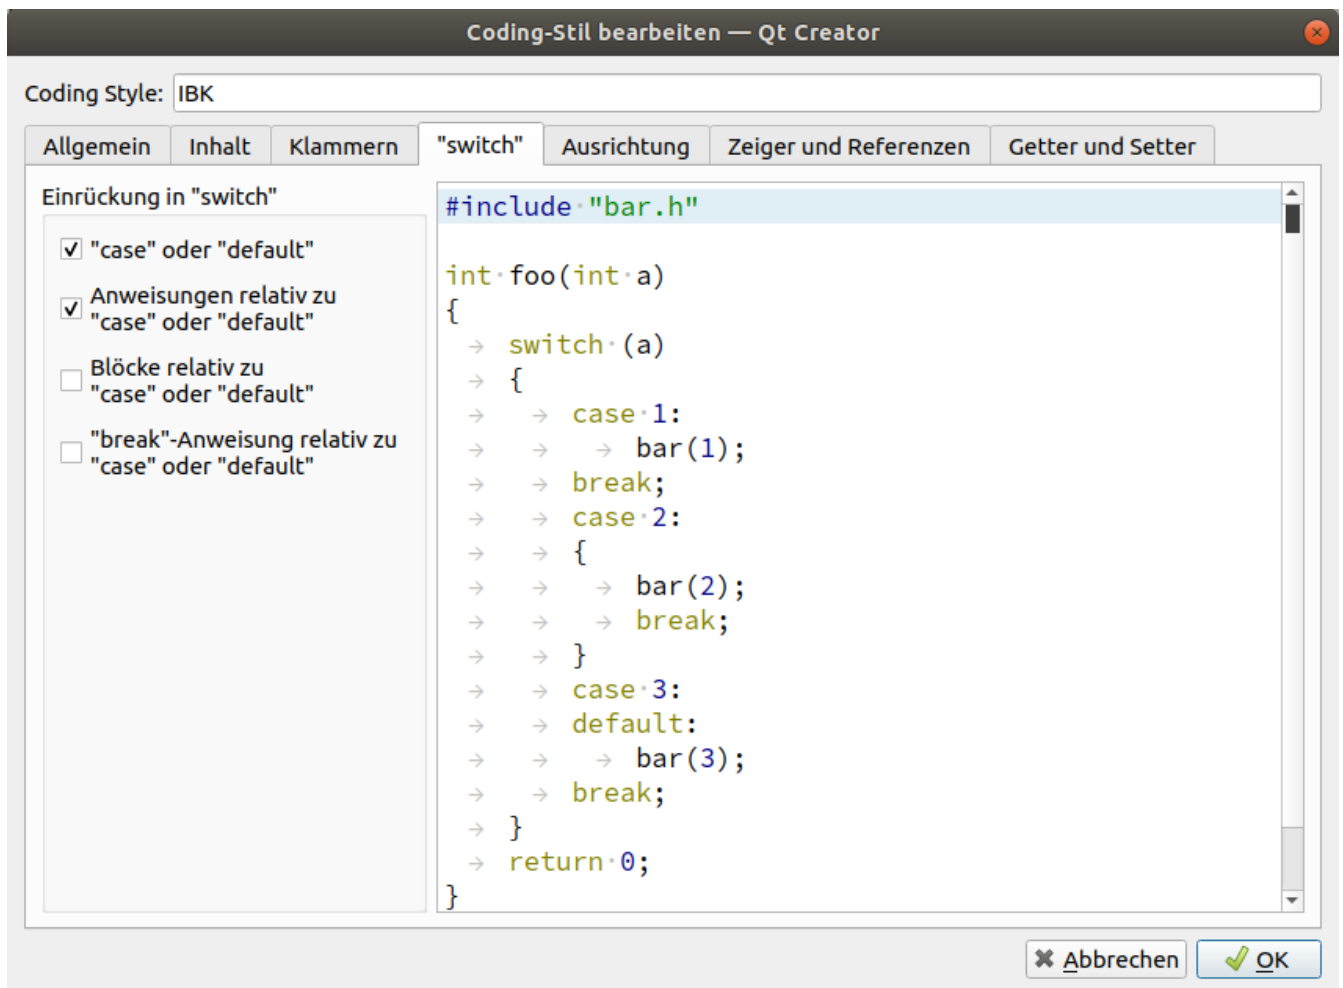 Coding-Stil bearbeiten — Qt Creator
Coding Style: IBK
Allgemein Inhalt Klammern "switch" Ausrichtung Zeiger und Referenzen Getter und Setter
Einrückung in "switch"
"case" oder "default"
Anweisungen relativ zu
"case" oder "default"
Blöcke relativ zu
"case" oder "default"
"break"-Anweisung relativ zu
"case" oder "default"
#include·"bar.h"
int·foo(int·a)
{
→ switch·(a)
→ {
→ → case·1:
→ → → bar(1);
→ → break;
→ → case·2:
→ → {
→ → → bar(2);
→ → → break;
→ → }
→ → case·3:
→ → default:
→ → → bar(3);
→ → break;
→ }
→ return·0;
}
Abbrechen OK